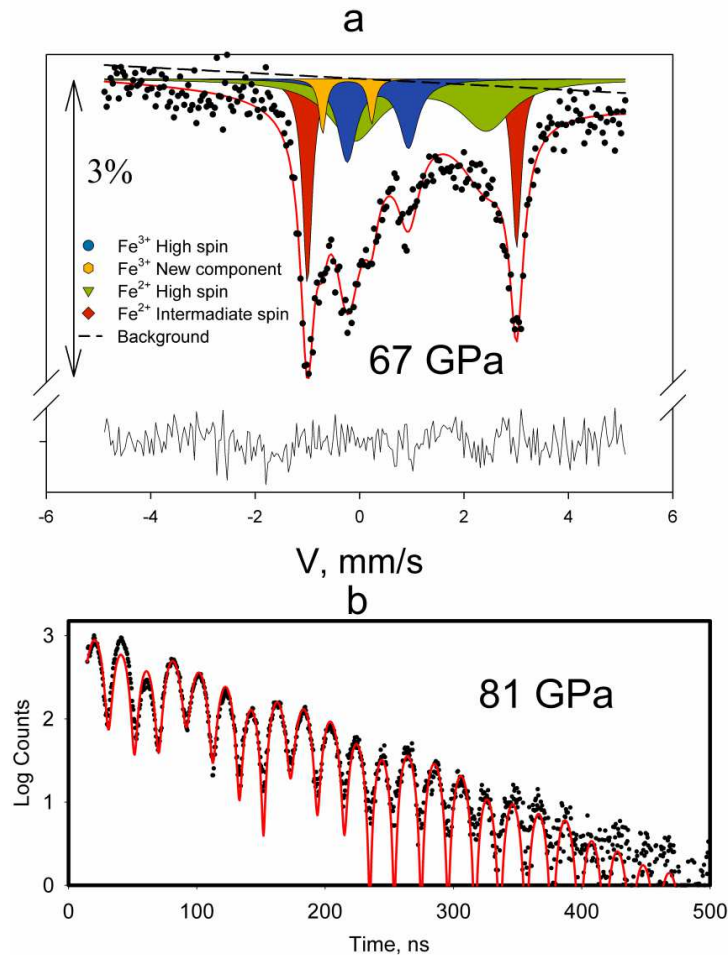 a
3%
Fe3+ High spin
Fe3+ New component
Fe2+ High spin
Fe2+ Intermadiate spin
Background
67 GPa
-6 -4 -2 0 2 4 6
V, mm/s
b
81 GPa
3
2
1
0
Log Counts
0 100 200 300 400 500
Time, ns